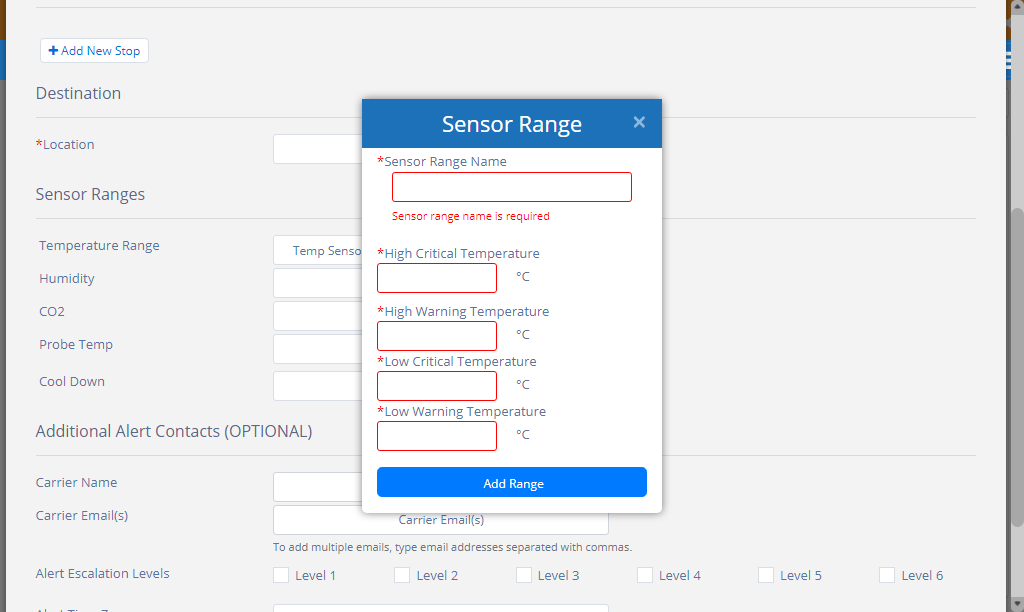 Add New Stop
Destination
*Location
Sensor Ranges
Temperature Range
Temp Senso
Humidity
CO2
Probe Temp
Cool Down
Additional Alert Contacts (OPTIONAL)
Carrier Name
Carrier Email(s)
Carrier Email(s)
To add multiple emails, type email addresses separated with commas.
Alert Escalation Levels
Level 1
Level 2
Level 3
Level 4
Level 5
Level 6
Sensor Range
×
*Sensor Range Name
Sensor range name is required
*High Critical Temperature
°C
*High Warning Temperature
°C
*Low Critical Temperature
°C
*Low Warning Temperature
°C
Add Range